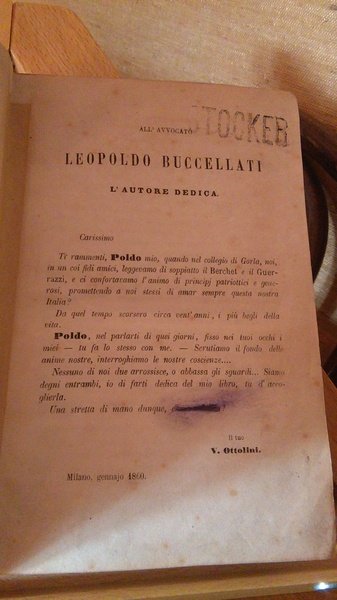 STOCKER
ALL' AVVOCATO
LEOPOLDO BUCCELLATI
L'AUTORE DEDICA.
Carissimo
Ti rammenti, Poldo mio, quando nel collegio di Gorla, noi,
in un coi fidi amici, leggevamo di soppiatto il Berchet e il Guer-
razzi, e ci confortavamo l'animo di principj patriottici e gene-
rosi, promettendo a noi stessi di amar sempre questa nostra
Italia?
Da quel tempo scorsero circa vent'anni, i più begli della
vita.
Poldo, nel parlarti di quei giorni, fisso nei tuoi occhi i
miei — tu fa lo stesso con me. — Scrutiamo il fondo delle
anime nostre, interroghiamo le nostre coscienze....
Nessuno di noi due arrossisce, o abbassa gli sguardi... Siamo
degni entrambi, io di farti dedica del mio libro, tu d'acco-
glierla.
Una stretta di mano dunque,
Il tuo
V. Ottolini.
Milano, gennajo 1860.